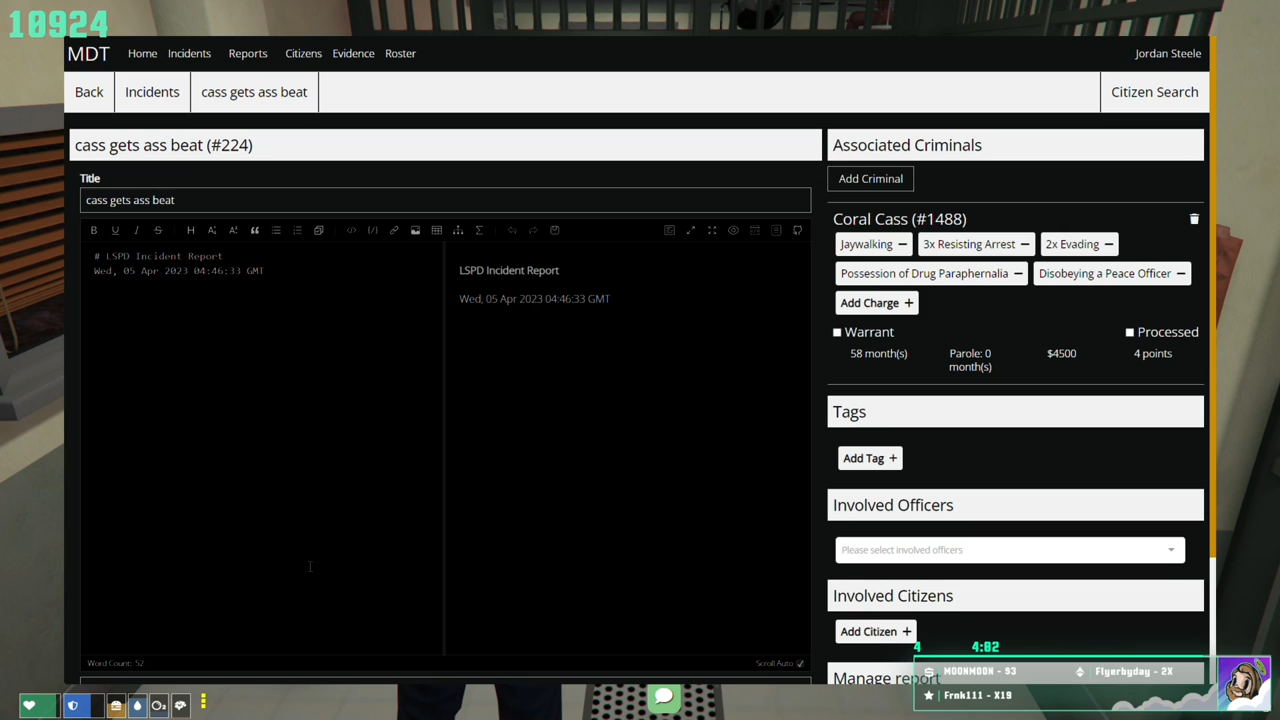 10924
MDT Home Incidents Reports Citizens Evidence Roster Jordan Steele
Back Incidents cass gets ass beat Citizen Search
cass gets ass beat (#224)
Title
cass gets ass beat
# LSPD Incident Report
Wed, 05 Apr 2023 04:46:33 GMT
LSPD Incident Report
Wed, 05 Apr 2023 04:46:33 GMT
Word Count: 52
Scroll Auto
Associated Criminals
Add Criminal
Coral Cass (#1488)
Jaywalking − 3x Resisting Arrest − 2x Evading −
Possession of Drug Paraphernalia − Disobeying a Peace Officer −
Add Charge +
Warrant Processed
58 month(s) Parole: 0 $4500 4 points
month(s)
Tags
Add Tag +
Involved Officers
Please select involved officers
Involved Citizens
Add Citizen +
Manage report
4 4:02
MOONMOON - 93 Flyerbyday - 2X
Frnk111 - X19